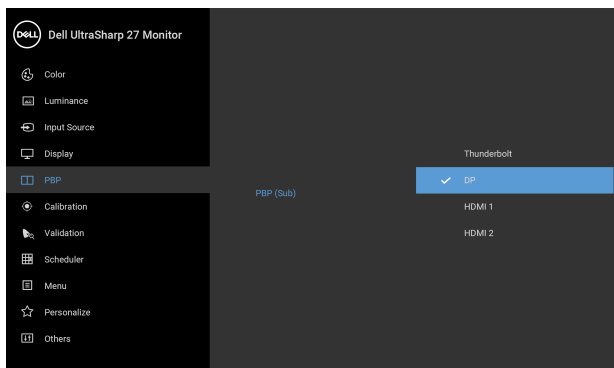 DELL Dell UltraSharp 27 Monitor
Color
Luminance
Input Source
Display
PBP
Calibration
Validation
Scheduler
Menu
Personalize
Others
PBP (Sub)
Thunderbolt
DP
HDMI 1
HDMI 2